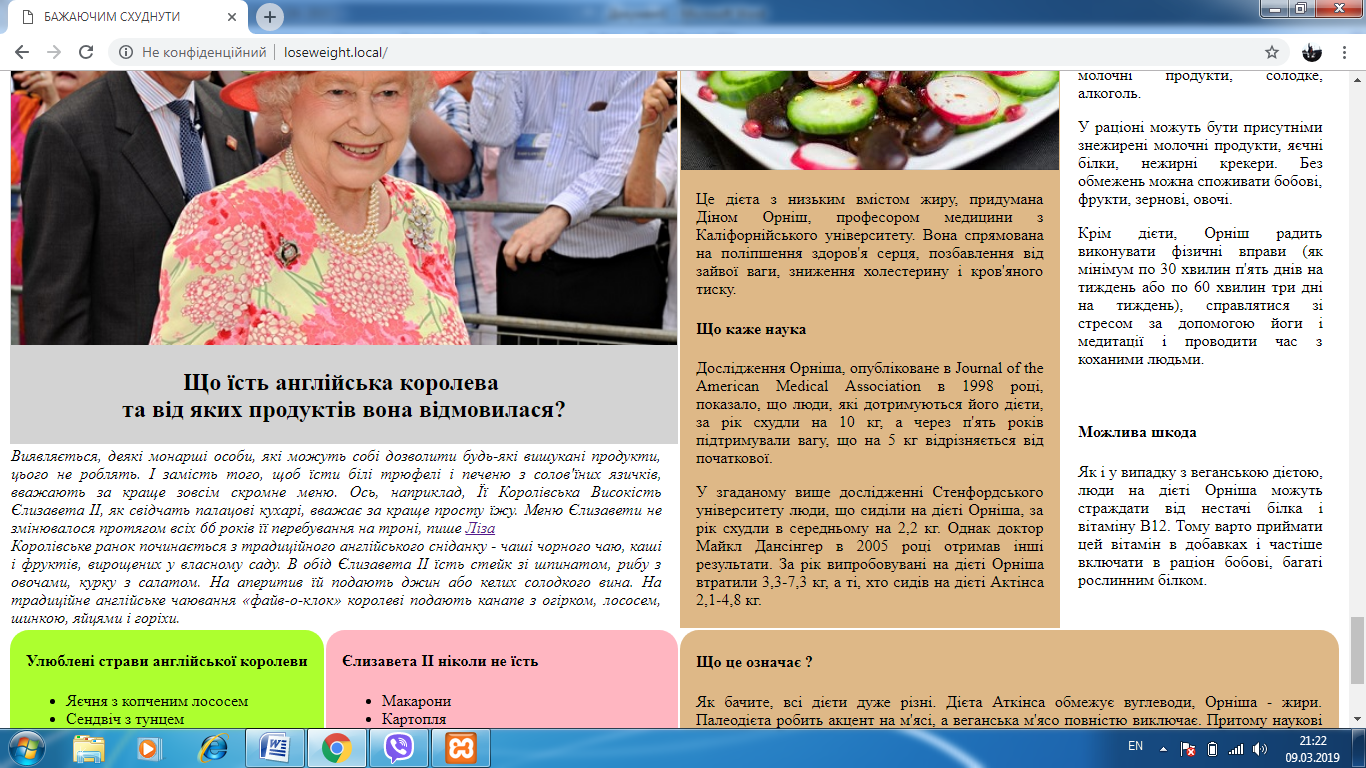 БАЖАЮЧИМ СХУДНУТИ
Не конфіденційний
loseweight.local/
Що їсть англійська королева
та від яких продуктів вона відмовилася?
Виявляється, деякі монарші особи, які можуть собі дозволити будь-які вишукані продукти,
цього не роблять. І замість того, щоб їсти білі трюфелі і печеню з солов'їних язичків,
вважають за краще зовсім скромне меню. Ось, наприклад, Її Королівська Високість
Єлизавета II, як свідчать палацові кухарі, вважає за краще просту їжу. Меню Єлизавети не
змінювалося протягом всіх 66 років її перебування на троні, пише Ліза
Королівське ранок починається з традиційного англійського сніданку - чаші чорного чаю, каші
і фруктів, вирощених у власному саду. В обід Єлизавета II їсть стейк зі шпинатом, рибу з
овочами, курку з салатом. На аперитив їй подають джин або келих солодкого вина. На
традиційне англійське чаювання «файв-о-клок» королеві подають канапе з огірком, лососем,
шинкою, яйцями і горіхи.
Улюблені страви англійської королеви
Яєчня з копченим лососем
Сендвіч з тунцем
Єлизавета II ніколи не їсть
Макарони
Картопля
Це дієта з низьким вмістом жиру, придумана
Діном Орніш, професором медицини з
Каліфорнійського університету. Вона спрямована
на поліпшення здоров'я серця, позбавлення від
зайвої ваги, зниження холестерину і кров'яного
тиску.
Що каже наука
Дослідження Орніша, опубліковане в Journal of the
American Medical Association в 1998 році,
показало, що люди, які дотримуються його дієти,
за рік схудли на 10 кг, а через п'ять років
підтримували вагу, що на 5 кг відрізняється від
початкової.
У згаданому вище дослідженні Стенфордського
університету люди, що сиділи на дієті Орніша, за
рік схудли в середньому на 2,2 кг. Однак доктор
Майкл Дансінгер в 2005 році отримав інші
результати. За рік випробовувані на дієті Орніша
втратили 3,3-7,3 кг, а ті, хто сидів на дієті Актінса
2,1-4,8 кг.
молочні продукти, солодке,
алкоголь.
У раціоні можуть бути присутніми
знежирені молочні продукти, яєчні
білки, нежирні крекери. Без
обмежень можна споживати бобові,
фрукти, зернові, овочі.
Крім дієти, Орніш радить
виконувати фізичні вправи (як
мінімум по 30 хвилин п'ять днів на
тиждень або по 60 хвилин три дні
на тиждень), справлятися зі
стресом за допомогою йоги і
медитації і проводити час з
коханими людьми.
Можлива шкода
Як і у випадку з веганською дієтою,
люди на дієті Орніша можуть
страждати від нестачі білка і
вітаміну B12. Тому варто приймати
цей вітамін в добавках і частіше
включати в раціон бобові, багаті
рослинним білком.
Що це означає ?
Як бачите, всі дієти дуже різні. Дієта Аткінса обмежує вуглеводи, Орніша - жири.
Палеодієта робить акцент на м'ясі, а веганська м'ясо повністю виключає. Притому наукові
EN
21:22
09.03.2019